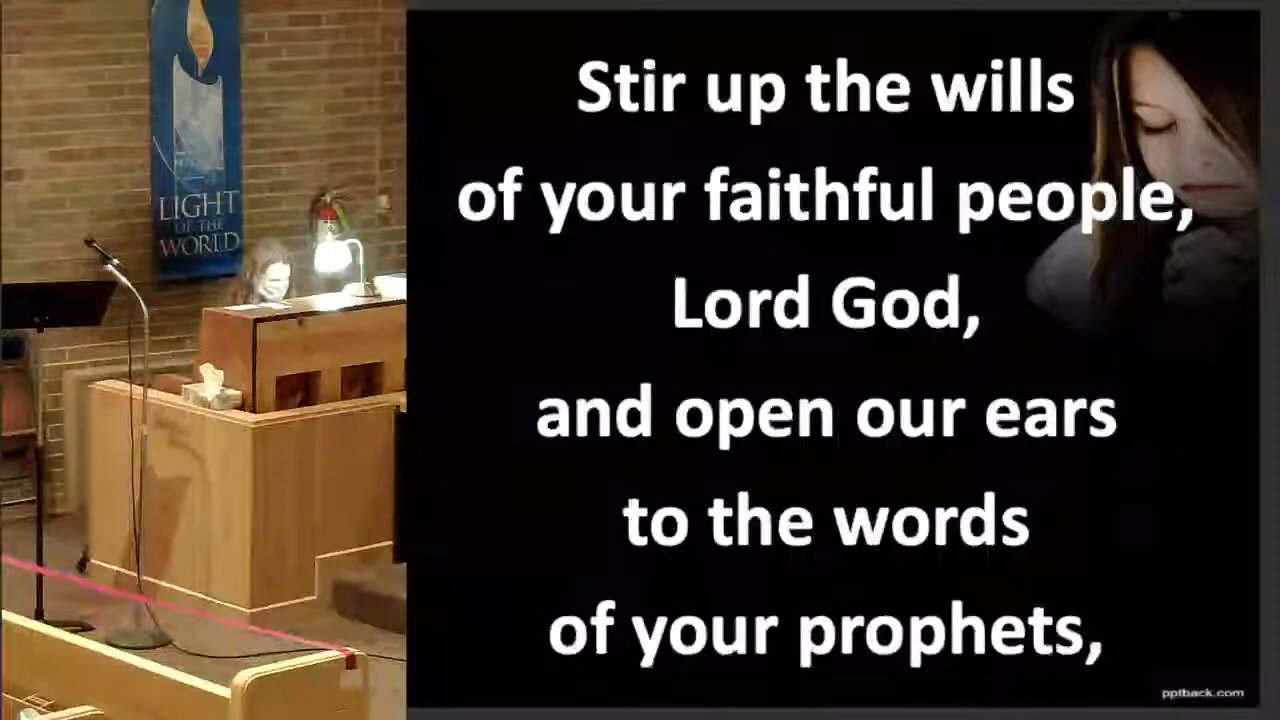 LIGHT
OF THE
WORLD
Stir up the wills
of your faithful people,
Lord God,
and open our ears
to the words
of your prophets,
pptback.com